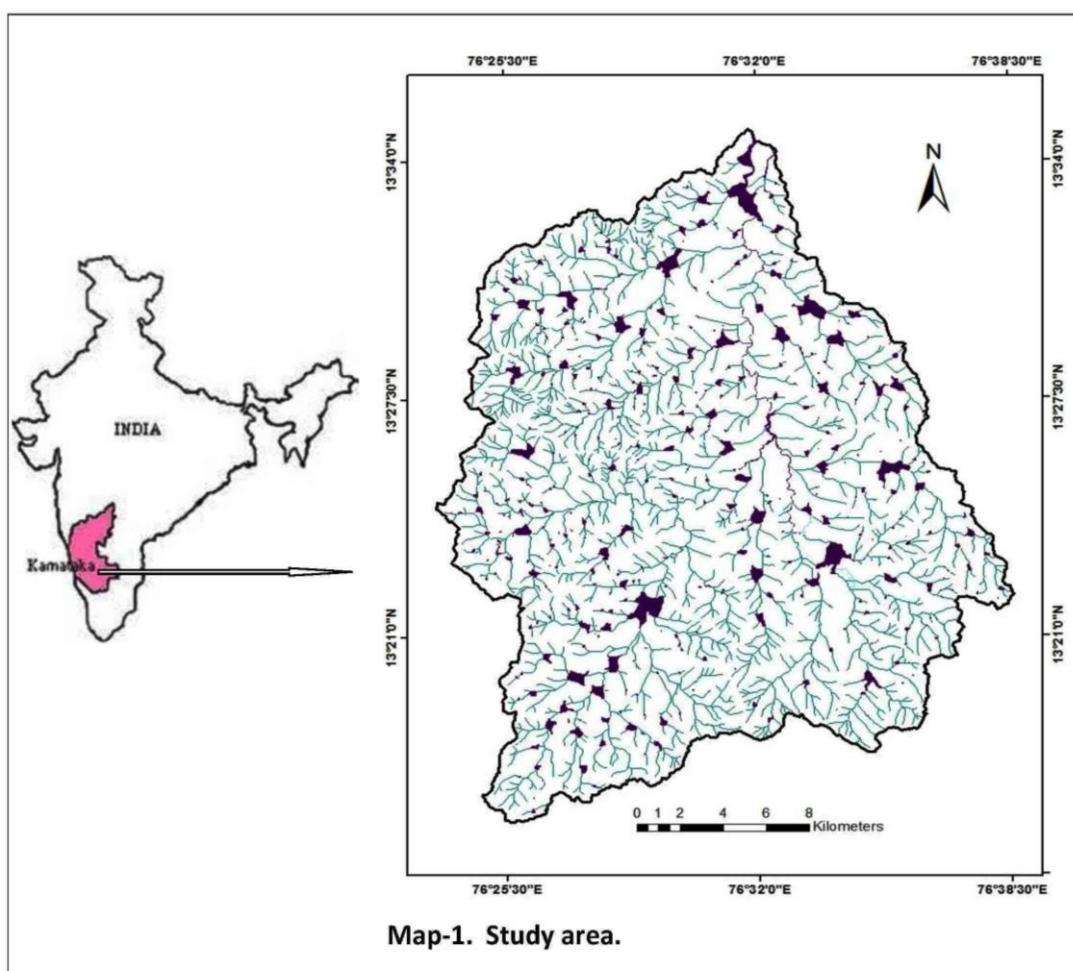 76°25'30"E 76°32'0"E 76°38'30"E
13°34'0"N 13°34'0"N
N
13°27'30"N 13°27'30"N
INDIA
Karnataka
13°21'0"N 13°21'0"N
0 1 2 4 6 8
Kilometers
76°25'30"E 76°32'0"E 76°38'30"E
Map-1. Study area.